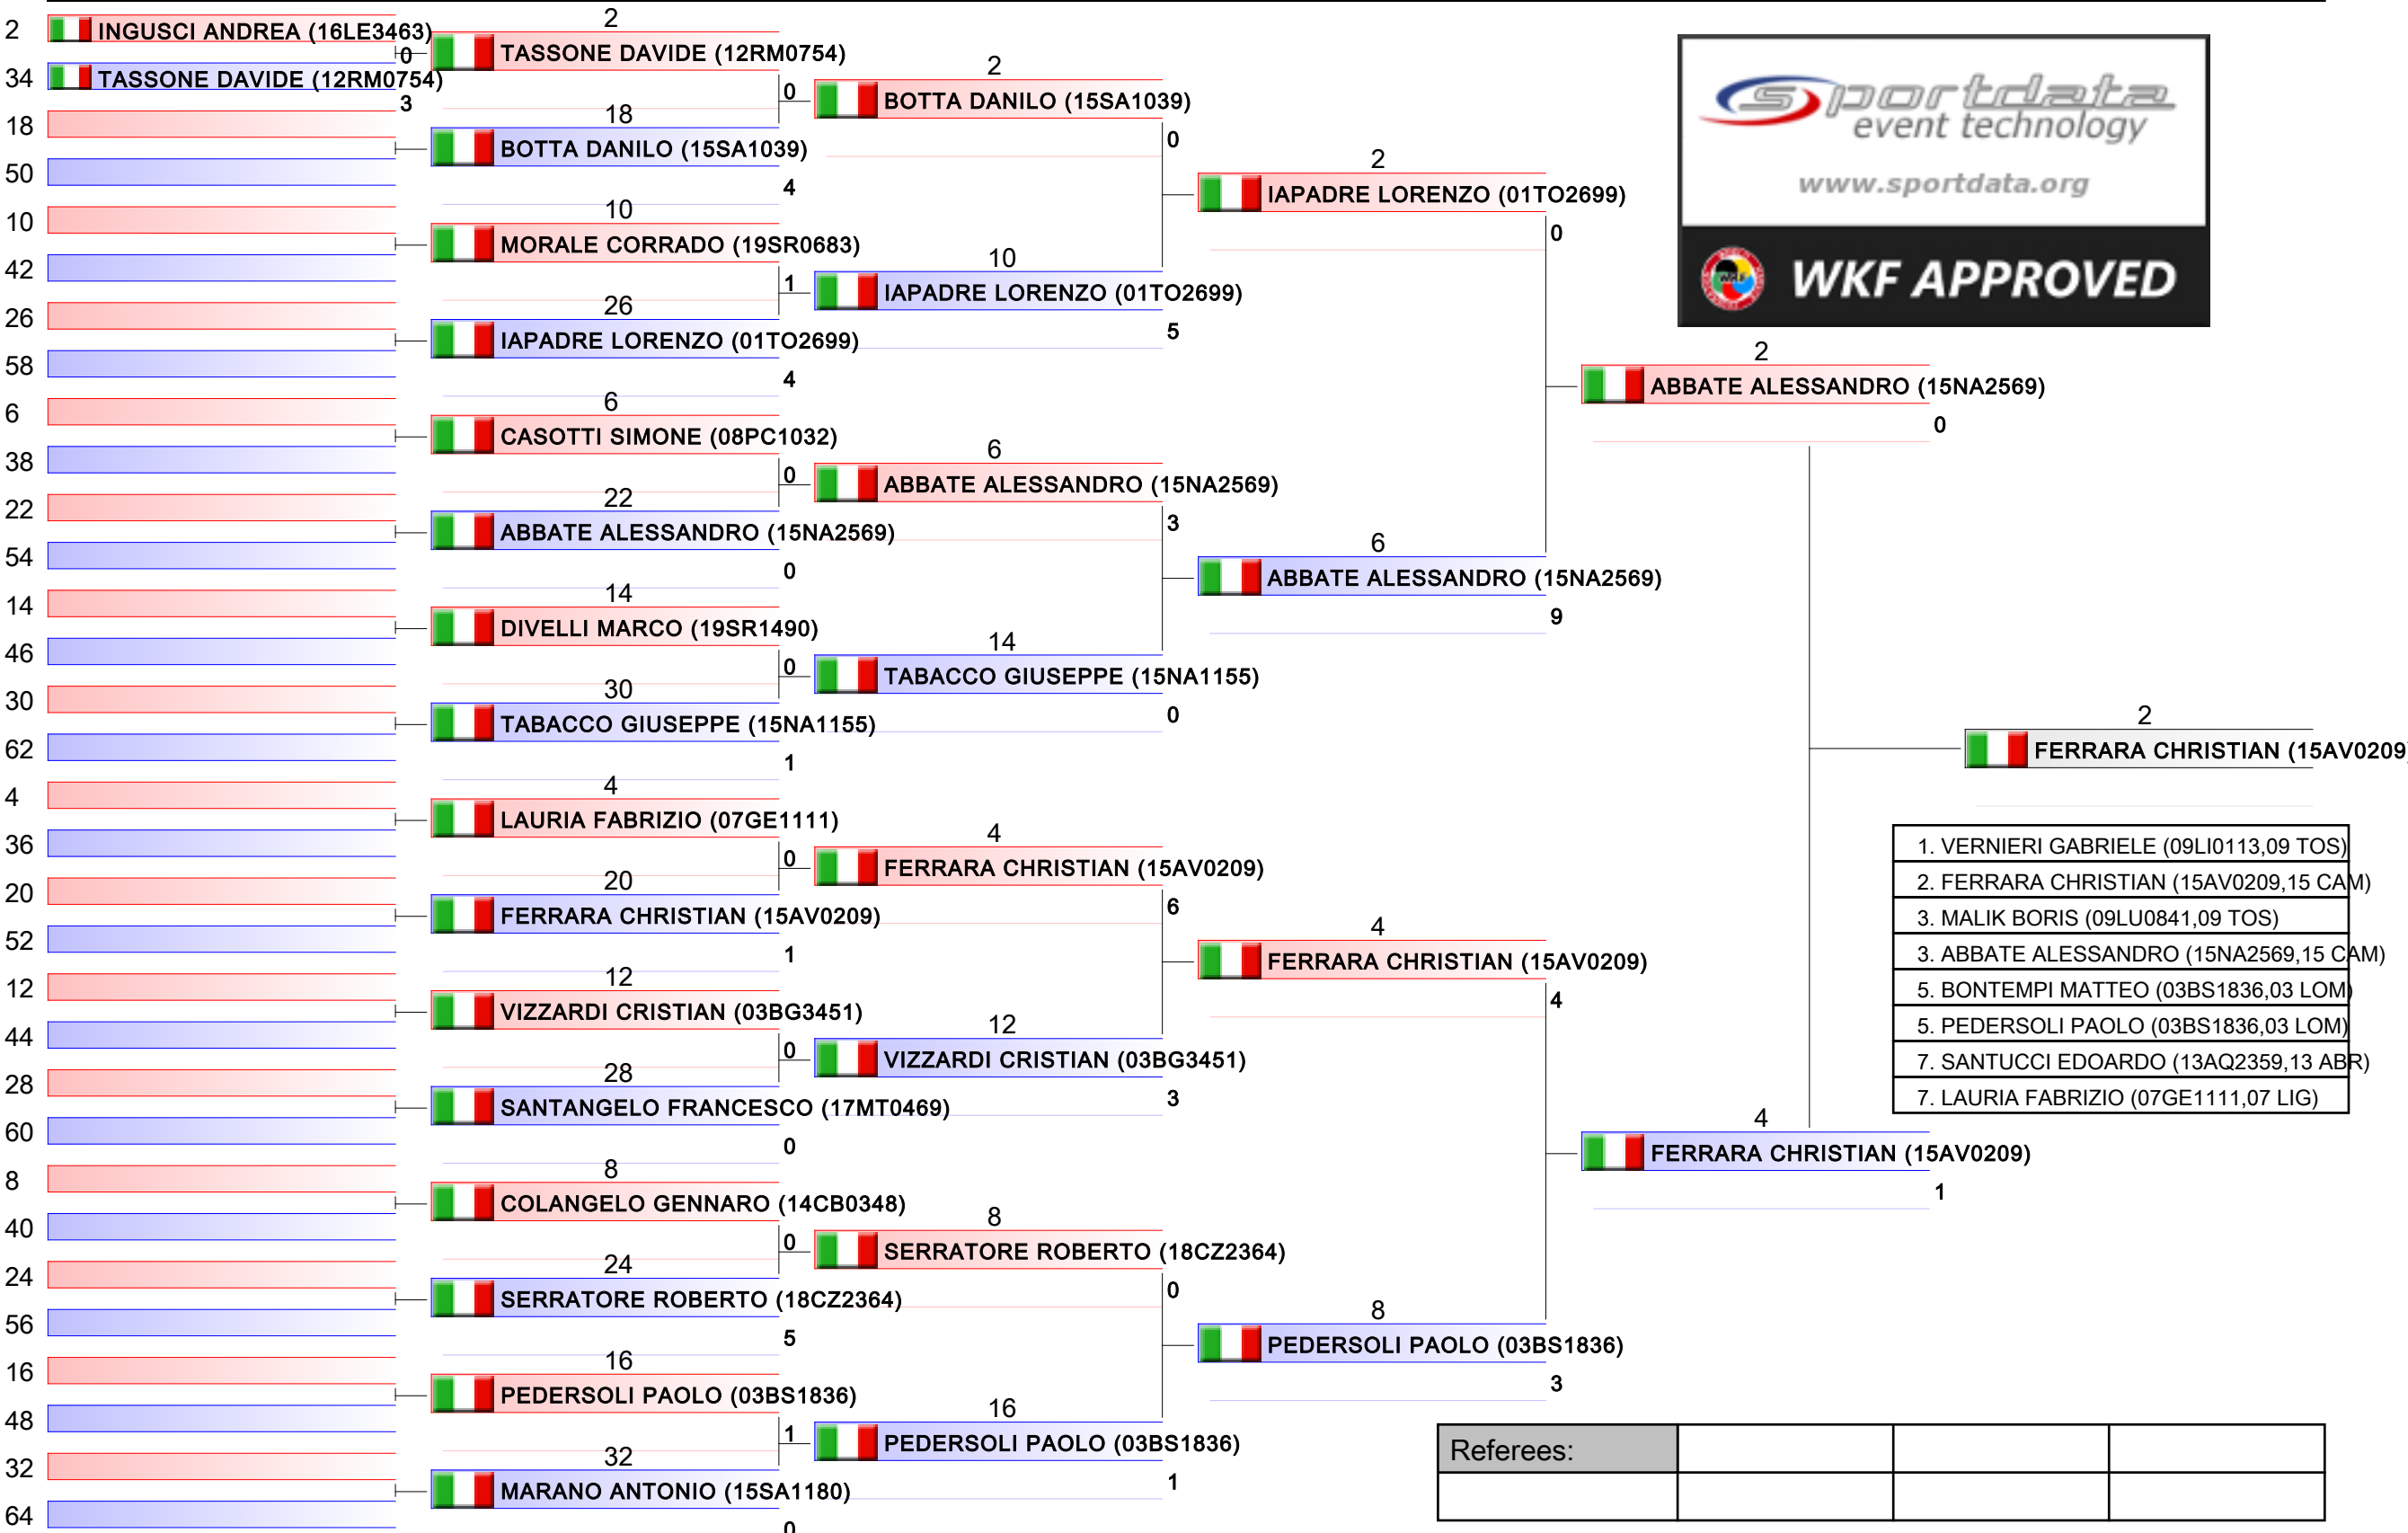 2
INGUSCI ANDREA (16LE3463)
0
34
TASSONE DAVIDE (12RM0754)
3
18
50
10
42
26
58
6
38
22
54
14
46
30
62
4
36
20
52
12
44
28
60
8
40
24
56
16
48
32
64
2
TASSONE DAVIDE (12RM0754)
0
18
BOTTA DANILO (15SA1039)
4
10
MORALE CORRADO (19SR0683)
1
26
IAPADRE LORENZO (01TO2699)
4
6
CASOTTI SIMONE (08PC1032)
0
22
ABBATE ALESSANDRO (15NA2569)
0
14
DIVELLI MARCO (19SR1490)
0
30
TABACCO GIUSEPPE (15NA1155)
1
4
LAURIA FABRIZIO (07GE1111)
0
20
FERRARA CHRISTIAN (15AV0209)
1
12
VIZZARDI CRISTIAN (03BG3451)
0
28
SANTANGELO FRANCESCO (17MT0469)
0
8
COLANGELO GENNARO (14CB0348)
0
24
SERRATORE ROBERTO (18CZ2364)
5
16
PEDERSOLI PAOLO (03BS1836)
1
32
MARANO ANTONIO (15SA1180)
0
2
BOTTA DANILO (15SA1039)
0
10
IAPADRE LORENZO (01TO2699)
5
6
ABBATE ALESSANDRO (15NA2569)
3
14
TABACCO GIUSEPPE (15NA1155)
0
4
FERRARA CHRISTIAN (15AV0209)
6
12
VIZZARDI CRISTIAN (03BG3451)
3
8
SERRATORE ROBERTO (18CZ2364)
0
16
PEDERSOLI PAOLO (03BS1836)
1
2
IAPADRE LORENZO (01TO2699)
0
6
ABBATE ALESSANDRO (15NA2569)
9
4
FERRARA CHRISTIAN (15AV0209)
4
8
PEDERSOLI PAOLO (03BS1836)
3
2
ABBATE ALESSANDRO (15NA2569)
0
4
FERRARA CHRISTIAN (15AV0209)
1
2
FERRARA CHRISTIAN (15AV0209)
sportdata
event technology
www.sportdata.org
WKF
WKF APPROVED
1. VERNIERI GABRIELE (09LI0113,09 TOS)
2. FERRARA CHRISTIAN (15AV0209,15 CAM)
3. MALIK BORIS (09LU0841,09 TOS)
3. ABBATE ALESSANDRO (15NA2569,15 CAM)
5. BONTEMPI MATTEO (03BS1836,03 LOM)
5. PEDERSOLI PAOLO (03BS1836,03 LOM)
7. SANTUCCI EDOARDO (13AQ2359,13 ABR)
7. LAURIA FABRIZIO (07GE1111,07 LIG)
Referees: